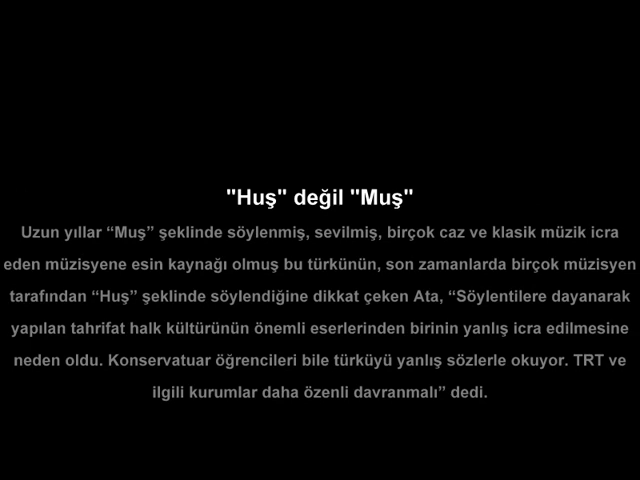 "Huş" değil "Muş"
Uzun yıllar “Muş” şeklinde söylenmiş, sevilmiş, birçok caz ve klasik müzik icra
eden müzisyene esin kaynağı olmuş bu türkünün, son zamanlarda birçok müzisyen
tarafından “Huş” şeklinde söylendiğine dikkat çeken Ata, “Söylentilere dayanarak
yapılan tahrifat halk kültürünün önemli eserlerinden birinin yanlış icra edilmesine
neden oldu. Konservatuar öğrencileri bile türküyü yanlış sözlerle okuyor. TRT ve
ilgili kurumlar daha özenli davranmalı” dedi.